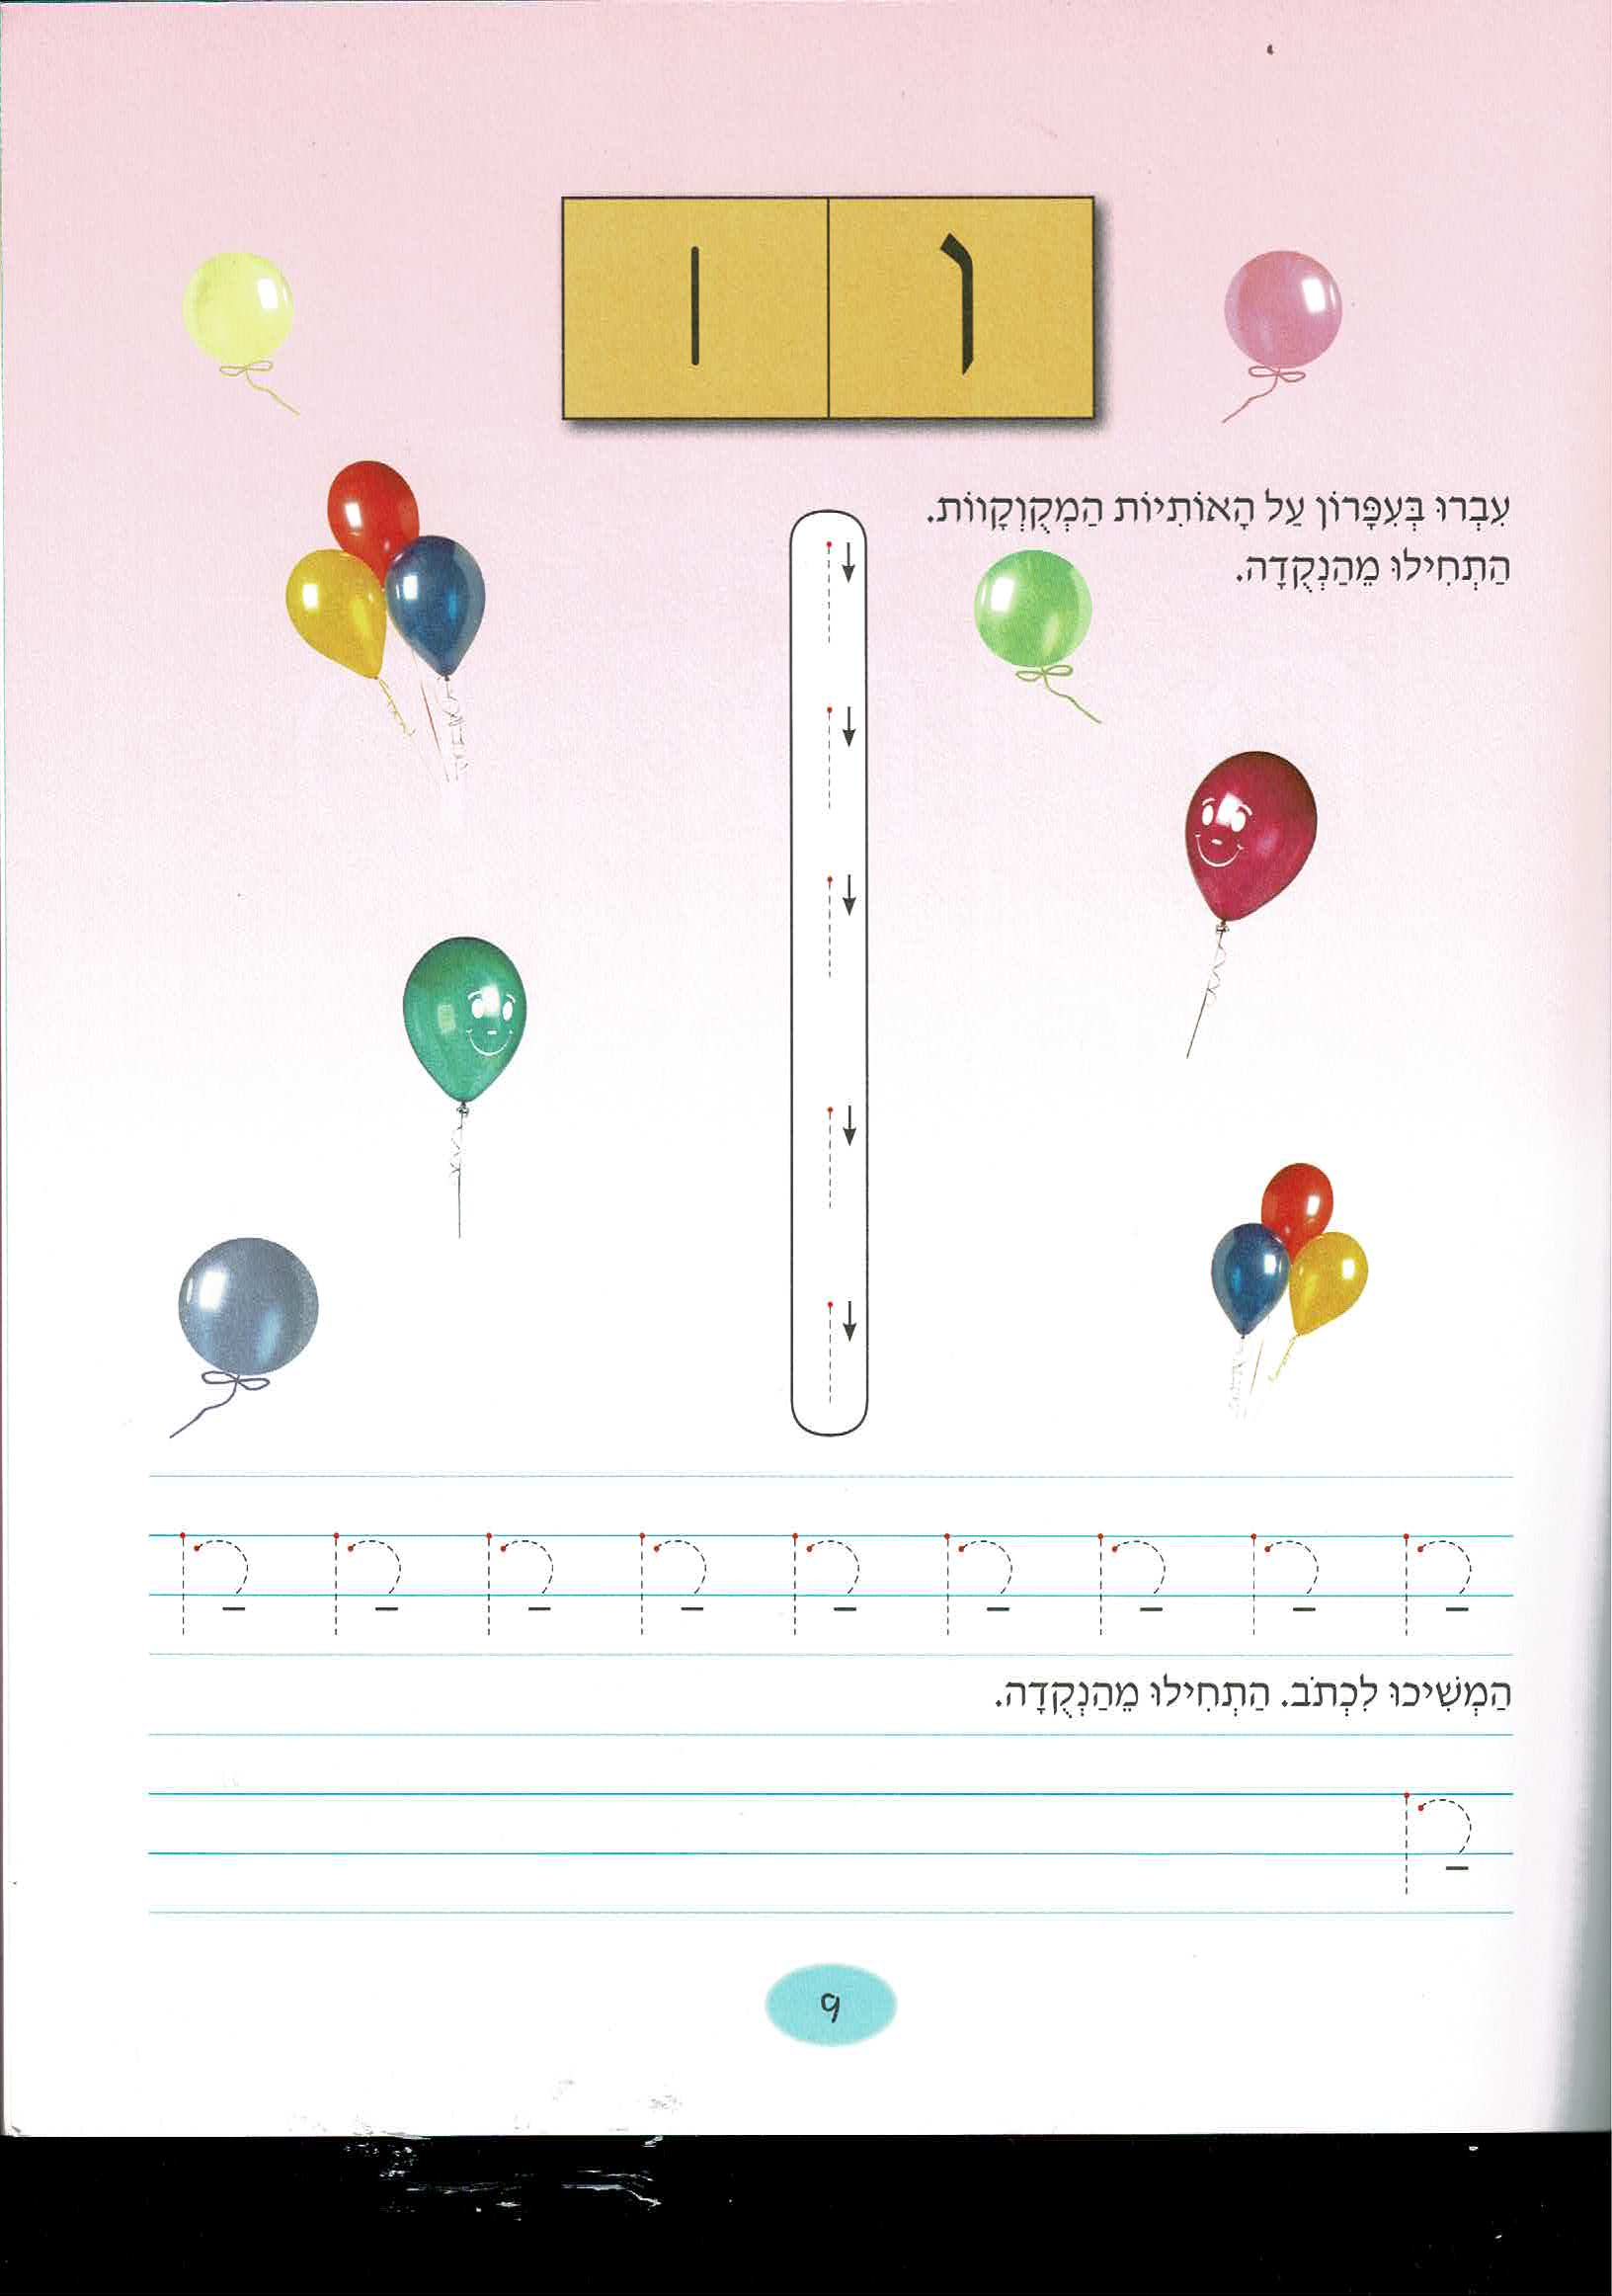 ו ו
עִבְרוּ בְּעִפָּרוֹן עַל הָאוֹתִיּוֹת הַמְקֻוְקָווֹת.
הַתְחִילוּ מֵהַנְקֻדָה.
רַו רַו רַו רַו רַו רַו רַו רַו רַו
הַמְשִׁיכוּ לִכְתֹב. הַתְחִילוּ מֵהַנְקֻדָה.
רַו
9